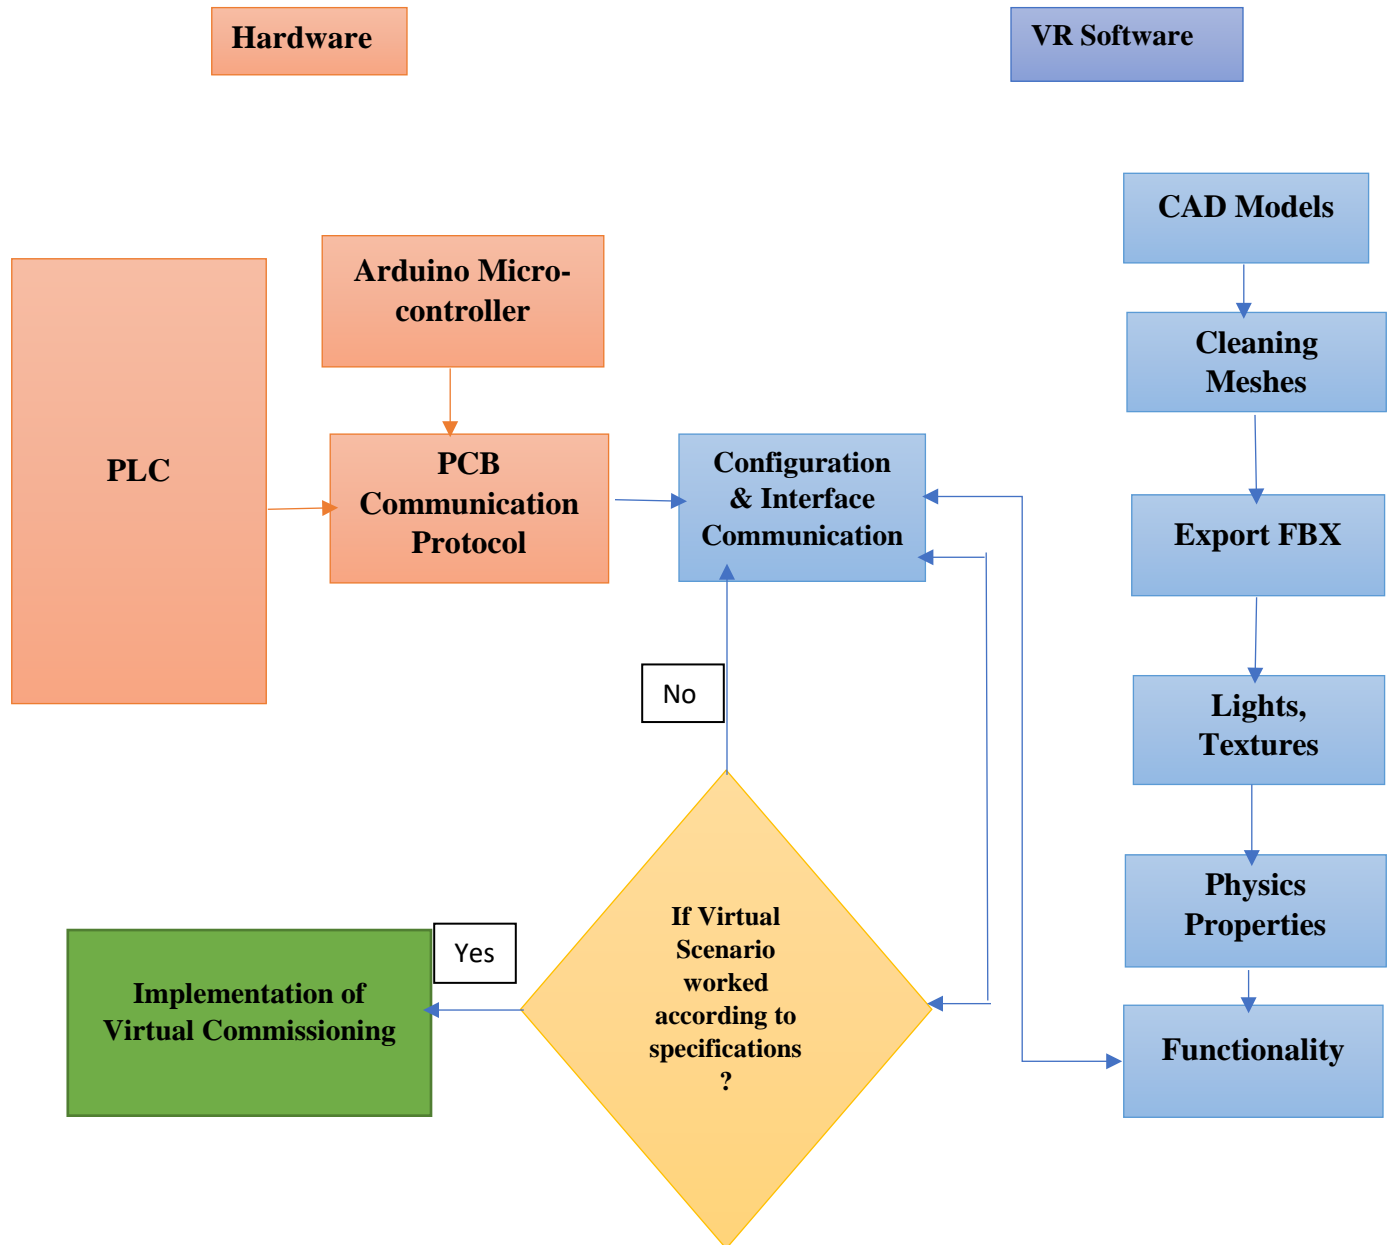 Hardware
VR Software
CAD Models
Arduino Micro-
controller
Cleaning
Meshes
PLC
PCB
Communication
Protocol
Configuration
& Interface
Communication
Export FBX
No
Lights,
Textures
Physics
Properties
Yes
If Virtual
Scenario
worked
according to
specifications
?
Implementation of
Virtual Commissioning
Functionality